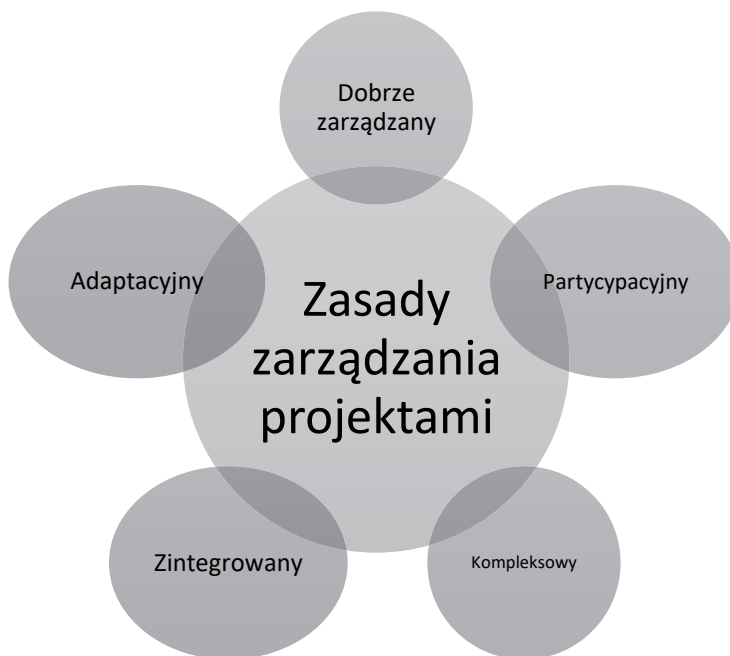 Dobrze
zarządzany
Adaptacyjny
Partycypacyjny
Zasady
zarządzania
projektami
Zintegrowany
Kompleksowy